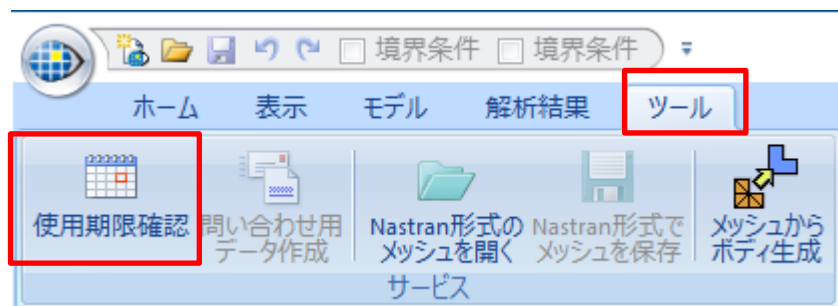 境界条件 境界条件
ホーム 表示 モデル 解析結果 ツール
使用期限確認 問い合わせ用 Nastran形式の Nastran形式で メッシュから
データ作成 メッシュを開く メッシュを保存 ボディ生成
サービス